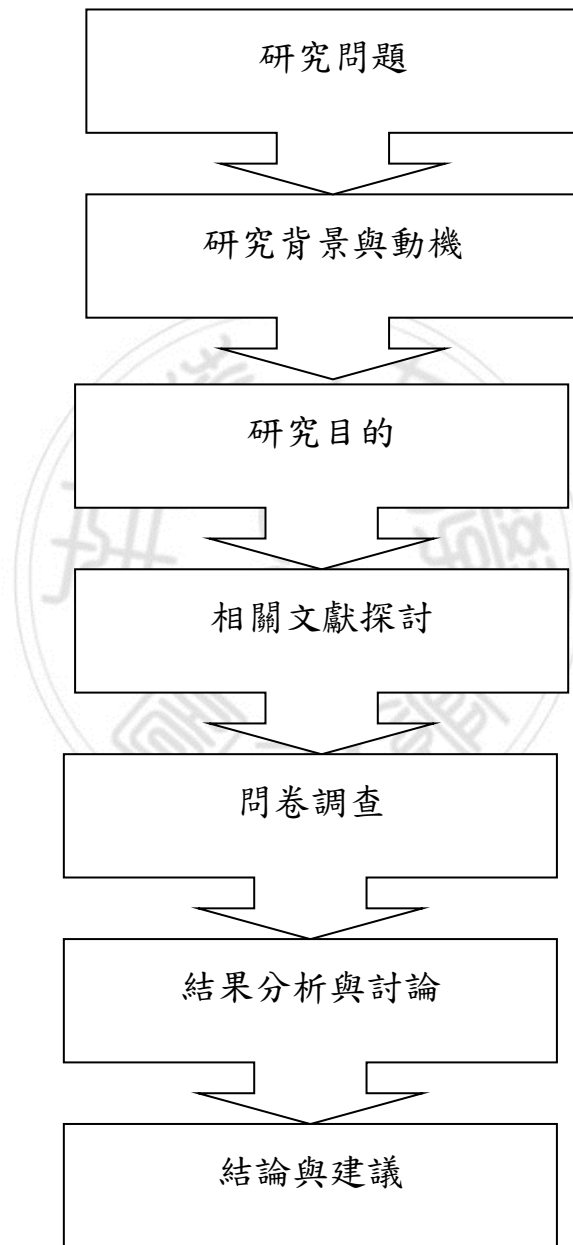 研究問題
研究背景與動機
研究目的
相關文獻探討
問卷調查
結果分析與討論
結論與建議